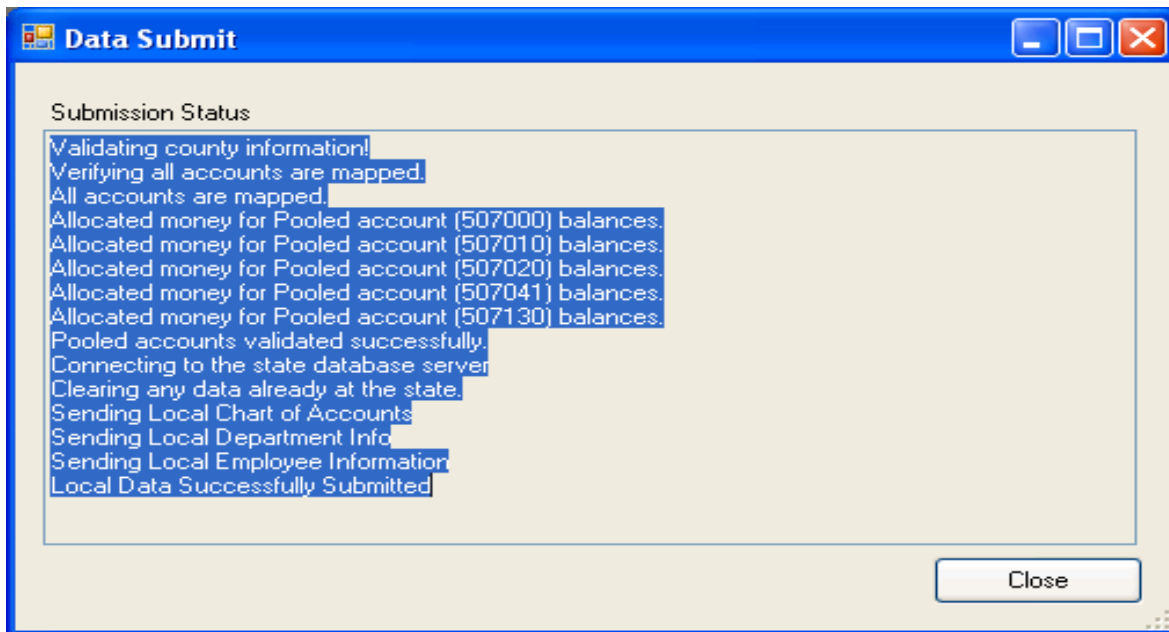 Data Submit
Submission Status
Validating county information!
Verifying all accounts are mapped.
All accounts are mapped.
Allocated money for Pooled account (507000) balances.
Allocated money for Pooled account (507010) balances.
Allocated money for Pooled account (507020) balances.
Allocated money for Pooled account (507041) balances.
Allocated money for Pooled account (507130) balances.
Pooled accounts validated successfully.
Connecting to the state database server
Clearing any data already at the state.
Sending Local Chart of Accounts
Sending Local Department Info
Sending Local Employee Information
Local Data Successfully Submitted
Close